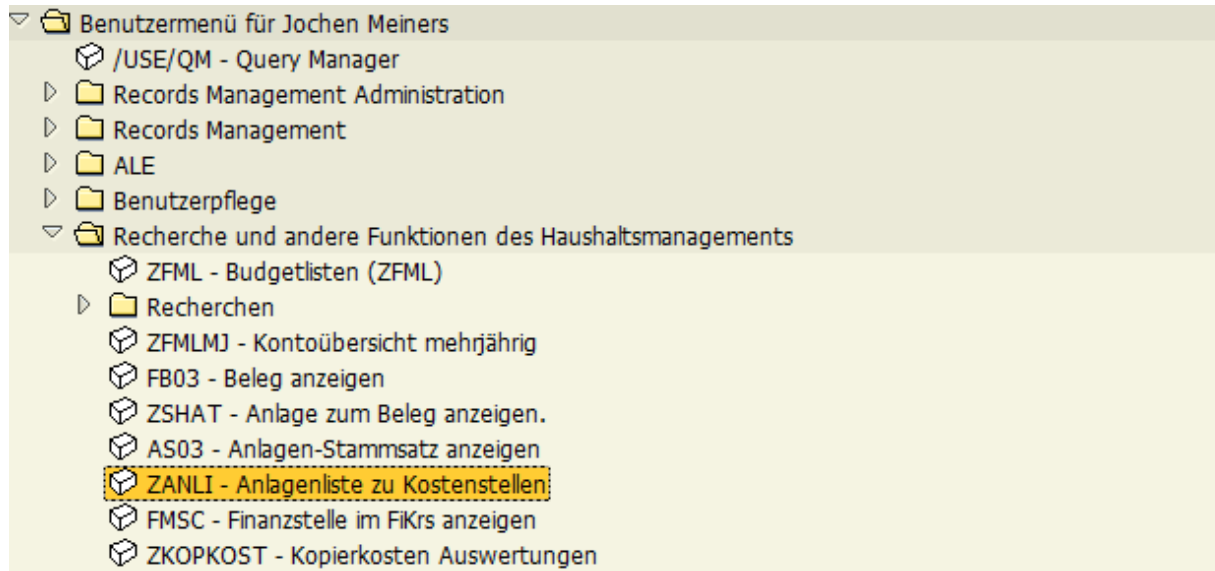 Benutzermenü für Jochen Meiners
/USE/QM - Query Manager
Records Management Administration
Records Management
ALE
Benutzerpflege
Recherche und andere Funktionen des Haushaltsmanagements
ZFML - Budgetlisten (ZFML)
Recherchen
ZFMLMJ - Kontoübersicht mehrjährig
FB03 - Beleg anzeigen
ZSHAT - Anlage zum Beleg anzeigen.
AS03 - Anlagen-Stammsatz anzeigen
ZANLI - Anlagenliste zu Kostenstellen
FMSC - Finanzstelle im FiKrs anzeigen
ZKOPKOST - Kopierkosten Auswertungen